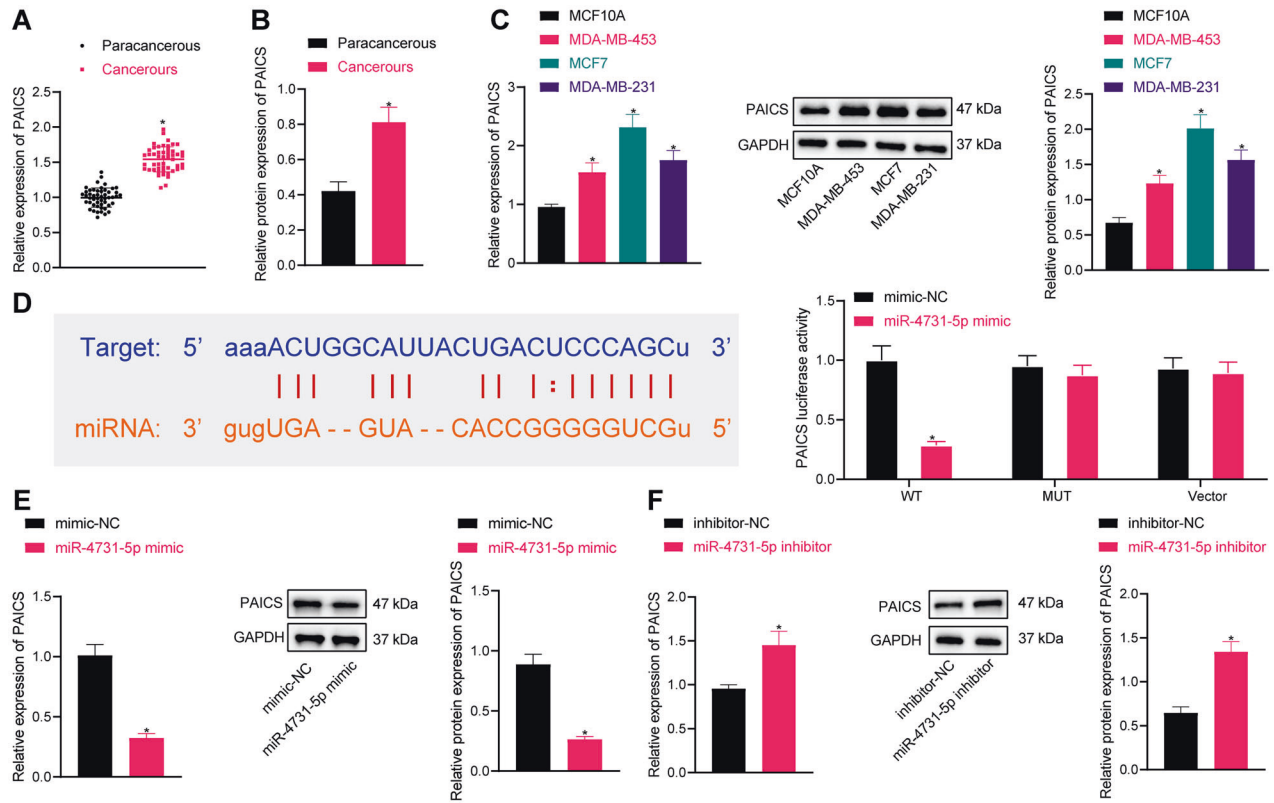 A
Paracancerous
Cancerours
Relative expression of PAICS
2.5
2.0
1.5
1.0
0.5
0.0
*
B
Paracancerous
Cancerours
Relative protein expression of PAICS
1.0
0.8
0.6
0.4
0.2
0.0
*
C
MCF10A
MDA-MB-453
MCF7
MDA-MB-231
Relative expression of PAICS
3
2
1
0
*
*
*
PAICS
47 kDa
GAPDH
37 kDa
MCF10A
MDA-MB-453
MCF7
MDA-MB-231
MCF10A
MDA-MB-453
MCF7
MDA-MB-231
Relative protein expression of PAICS
2.5
2.0
1.5
1.0
0.5
0.0
*
*
*
D
Target: 5’ aaaACUGGCAUUACUGACUCCCAGCu 3’
| | | | | | | | | : | | | | | |
miRNA: 3’ gugUGA - - GUA - - CACCGGGGGUCGu 5’
mimic-NC
miR-4731-5p mimic
PAICS luciferase activity
1.5
1.0
0.5
0.0
*
WT
MUT
Vector
E
mimic-NC
miR-4731-5p mimic
Relative expression of PAICS
1.5
1.0
0.5
0.0
*
PAICS
47 kDa
GAPDH
37 kDa
mimic-NC
miR-4731-5p mimic
mimic-NC
miR-4731-5p mimic
Relative protein expression of PAICS
1.5
1.0
0.5
0.0
*
F
inhibitor-NC
miR-4731-5p inhibitor
Relative expression of PAICS
2.0
1.5
1.0
0.5
0.0
*
PAICS
47 kDa
GAPDH
37 kDa
inhibitor-NC
miR-4731-5p inhibitor
inhibitor-NC
miR-4731-5p inhibitor
Relative protein expression of PAICS
2.0
1.5
1.0
0.5
0.0
*